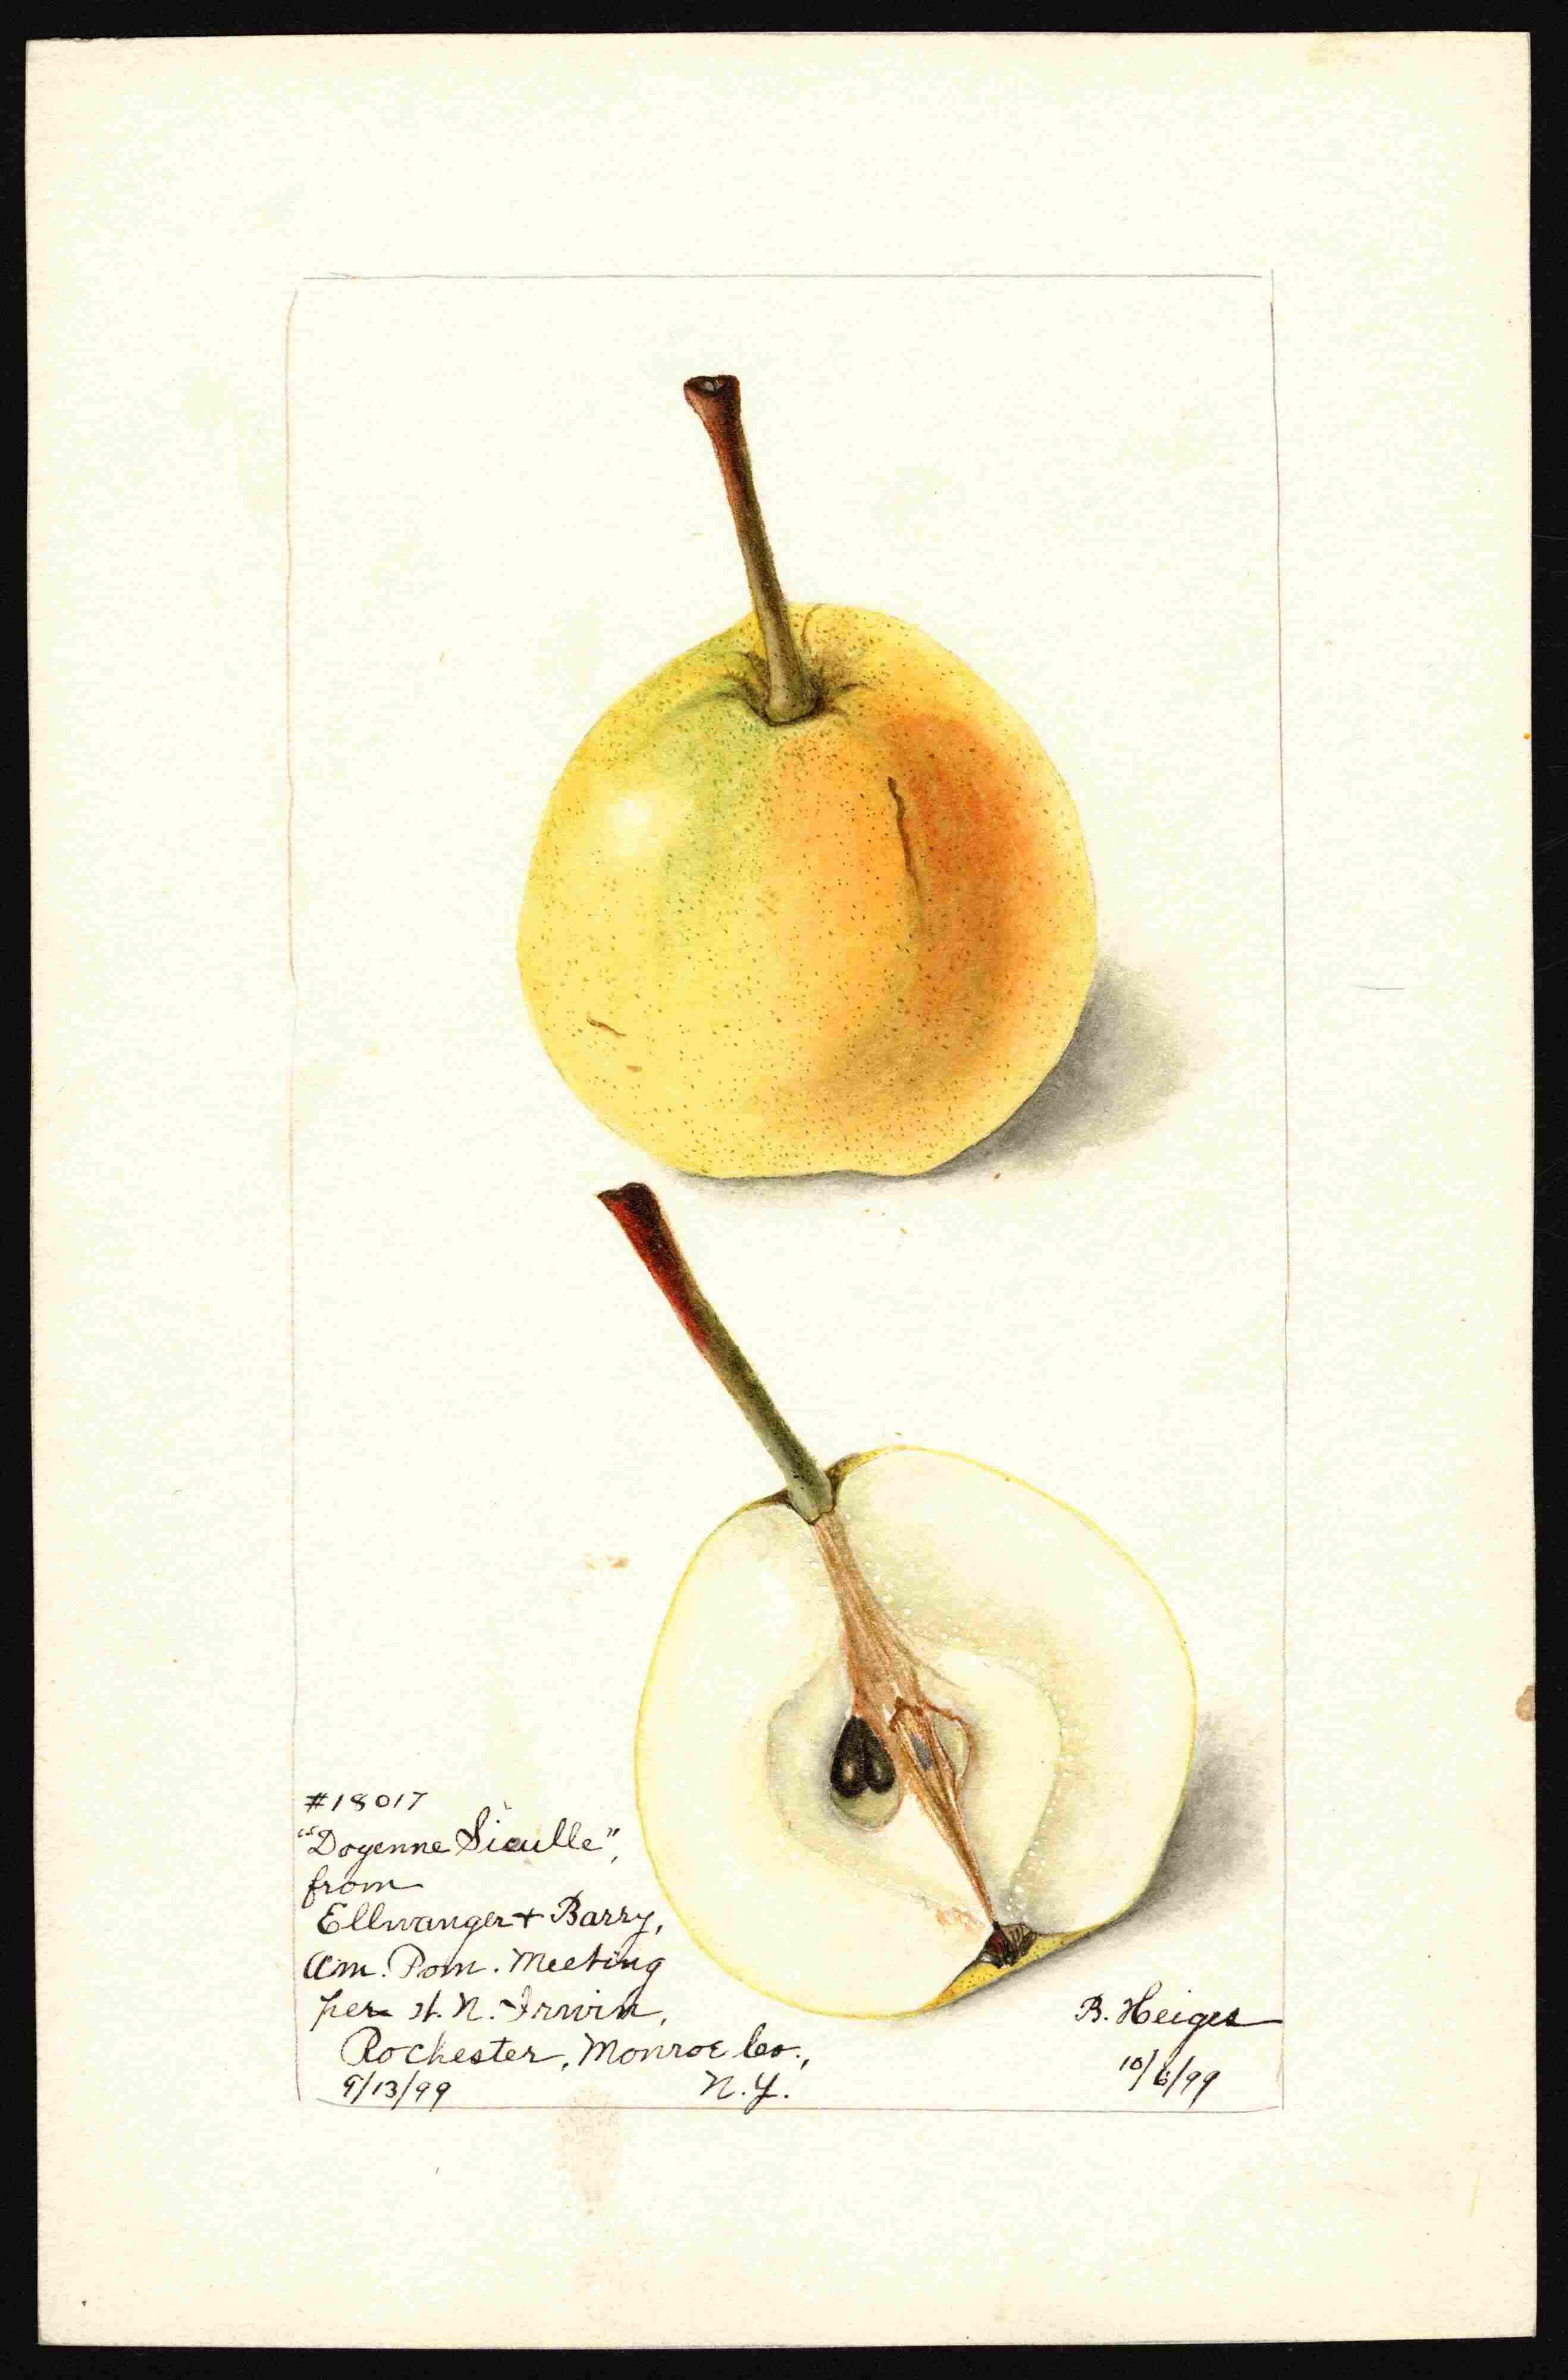 #18017
"Doyenne Sieulle",
from
Ellwanger + Barry,
Am. Pom. Meeting
per H. N. Irwin,
Rochester, Monroe Co.,
9/13/99 N.Y.
B. Heiges
10/6/99